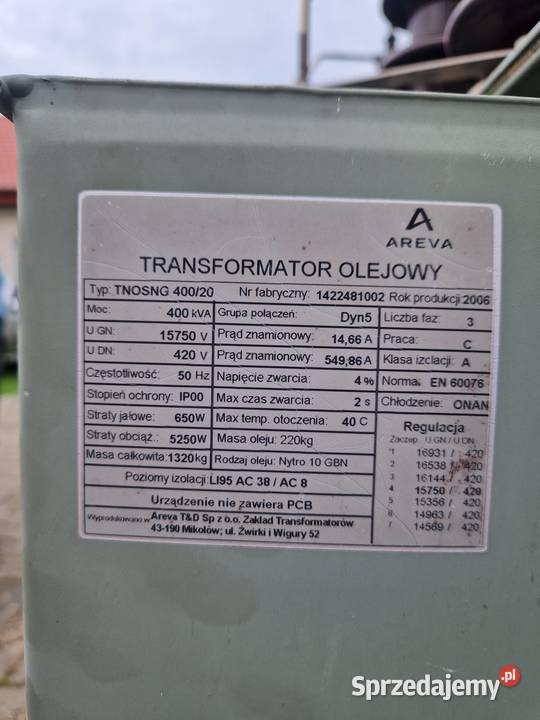 AREVA
TRANSFORMATOR OLEJOWY
Typ: TNOSNG 400/20 Nr fabryczny: 1422481002 Rok produkcji 2006
Moc: 400 kVA Grupa połączeń: Dyn5 Liczba faz: 3
U GN: 15750 V Prąd znamionowy: 14,66 A Praca: C
U DN: 420 V Prąd znamionowy: 549,86 A Klasa izolacji: A
Częstotliwość: 50 Hz Napięcie zwarcia: 4% Norma: EN 60076
Stopień ochrony: IP00 Max czas zwarcia: 2 s Chłodzenie: ONAN
Straty jałowe: 650W Max temp. otoczenia: 40 C
Straty obciąż.: 5250W Masa oleju: 220kg
Masa całkowita: 1320kg Rodzaj oleju: Nytro 10 GBN
Poziomy izolacji: LI95 AC 38 / AC 8
Urządzenie nie zawiera PCB
Wyprodukowano w Areva T&D Sp z o.o. Zakład Transformatorów
43-190 Mikołów; ul. Żwirki i Wigury 52
Regulacja
Zaczep U GN / U DN
1 16931 / 420
2 16538 / 420
3 16144 / 420
4 15750 / 420
5 15356 / 420
6 14963 / 420
7 14569 / 420
Sprzedajemy.pl